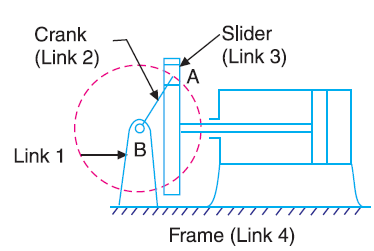 Crank
(Link 2)
Slider
(Link 3)
A
B
Link 1
Frame (Link 4)